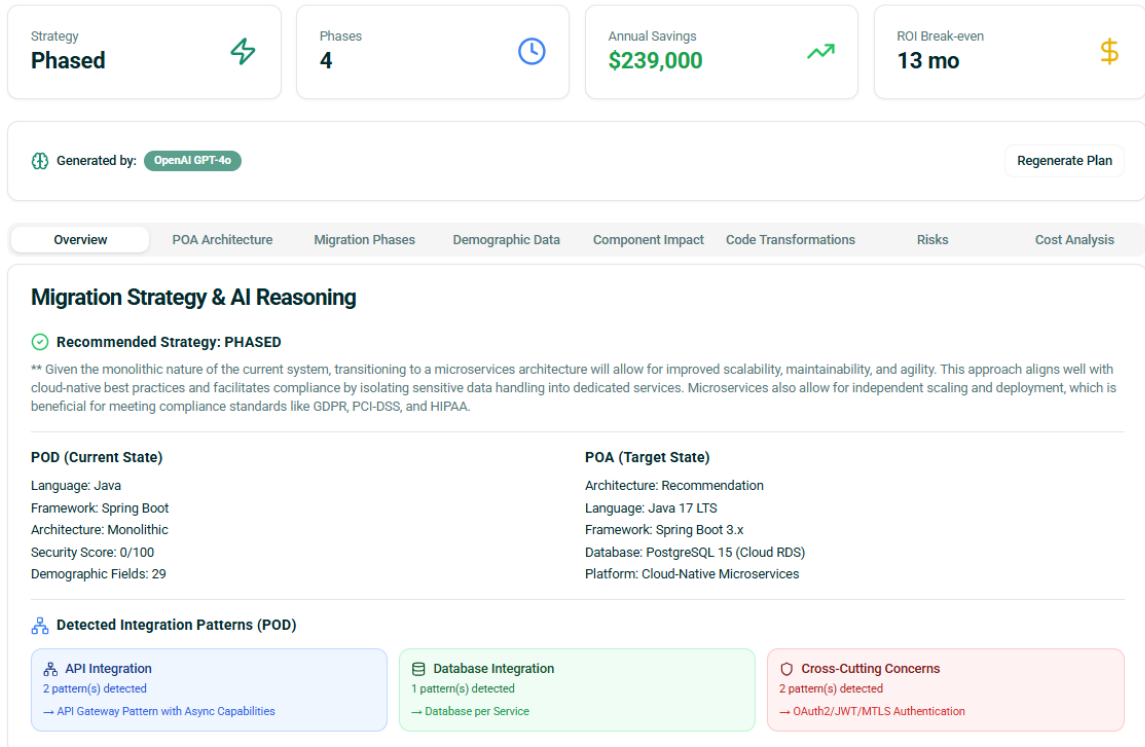 Strategy
Phased
Phases
4
Annual Savings
$239,000
ROI Break-even
13 mo
Generated by: OpenAI GPT-4o
Regenerate Plan
Overview POA Architecture Migration Phases Demographic Data Component Impact Code Transformations Risks Cost Analysis
Migration Strategy & AI Reasoning
Recommended Strategy: PHASED
** Given the monolithic nature of the current system, transitioning to a microservices architecture will allow for improved scalability, maintainability, and agility. This approach aligns well with
cloud-native best practices and facilitates compliance by isolating sensitive data handling into dedicated services. Microservices also allow for independent scaling and deployment, which is
beneficial for meeting compliance standards like GDPR, PCI-DSS, and HIPAA.
POD (Current State)
Language: Java
Framework: Spring Boot
Architecture: Monolithic
Security Score: 0/100
Demographic Fields: 29
POA (Target State)
Architecture: Recommendation
Language: Java 17 LTS
Framework: Spring Boot 3.x
Database: PostgreSQL 15 (Cloud RDS)
Platform: Cloud-Native Microservices
Detected Integration Patterns (POD)
API Integration
2 pattern(s) detected
→ API Gateway Pattern with Async Capabilities
Database Integration
1 pattern(s) detected
→ Database per Service
Cross-Cutting Concerns
2 pattern(s) detected
→ OAuth2/JWT/MTLS Authentication